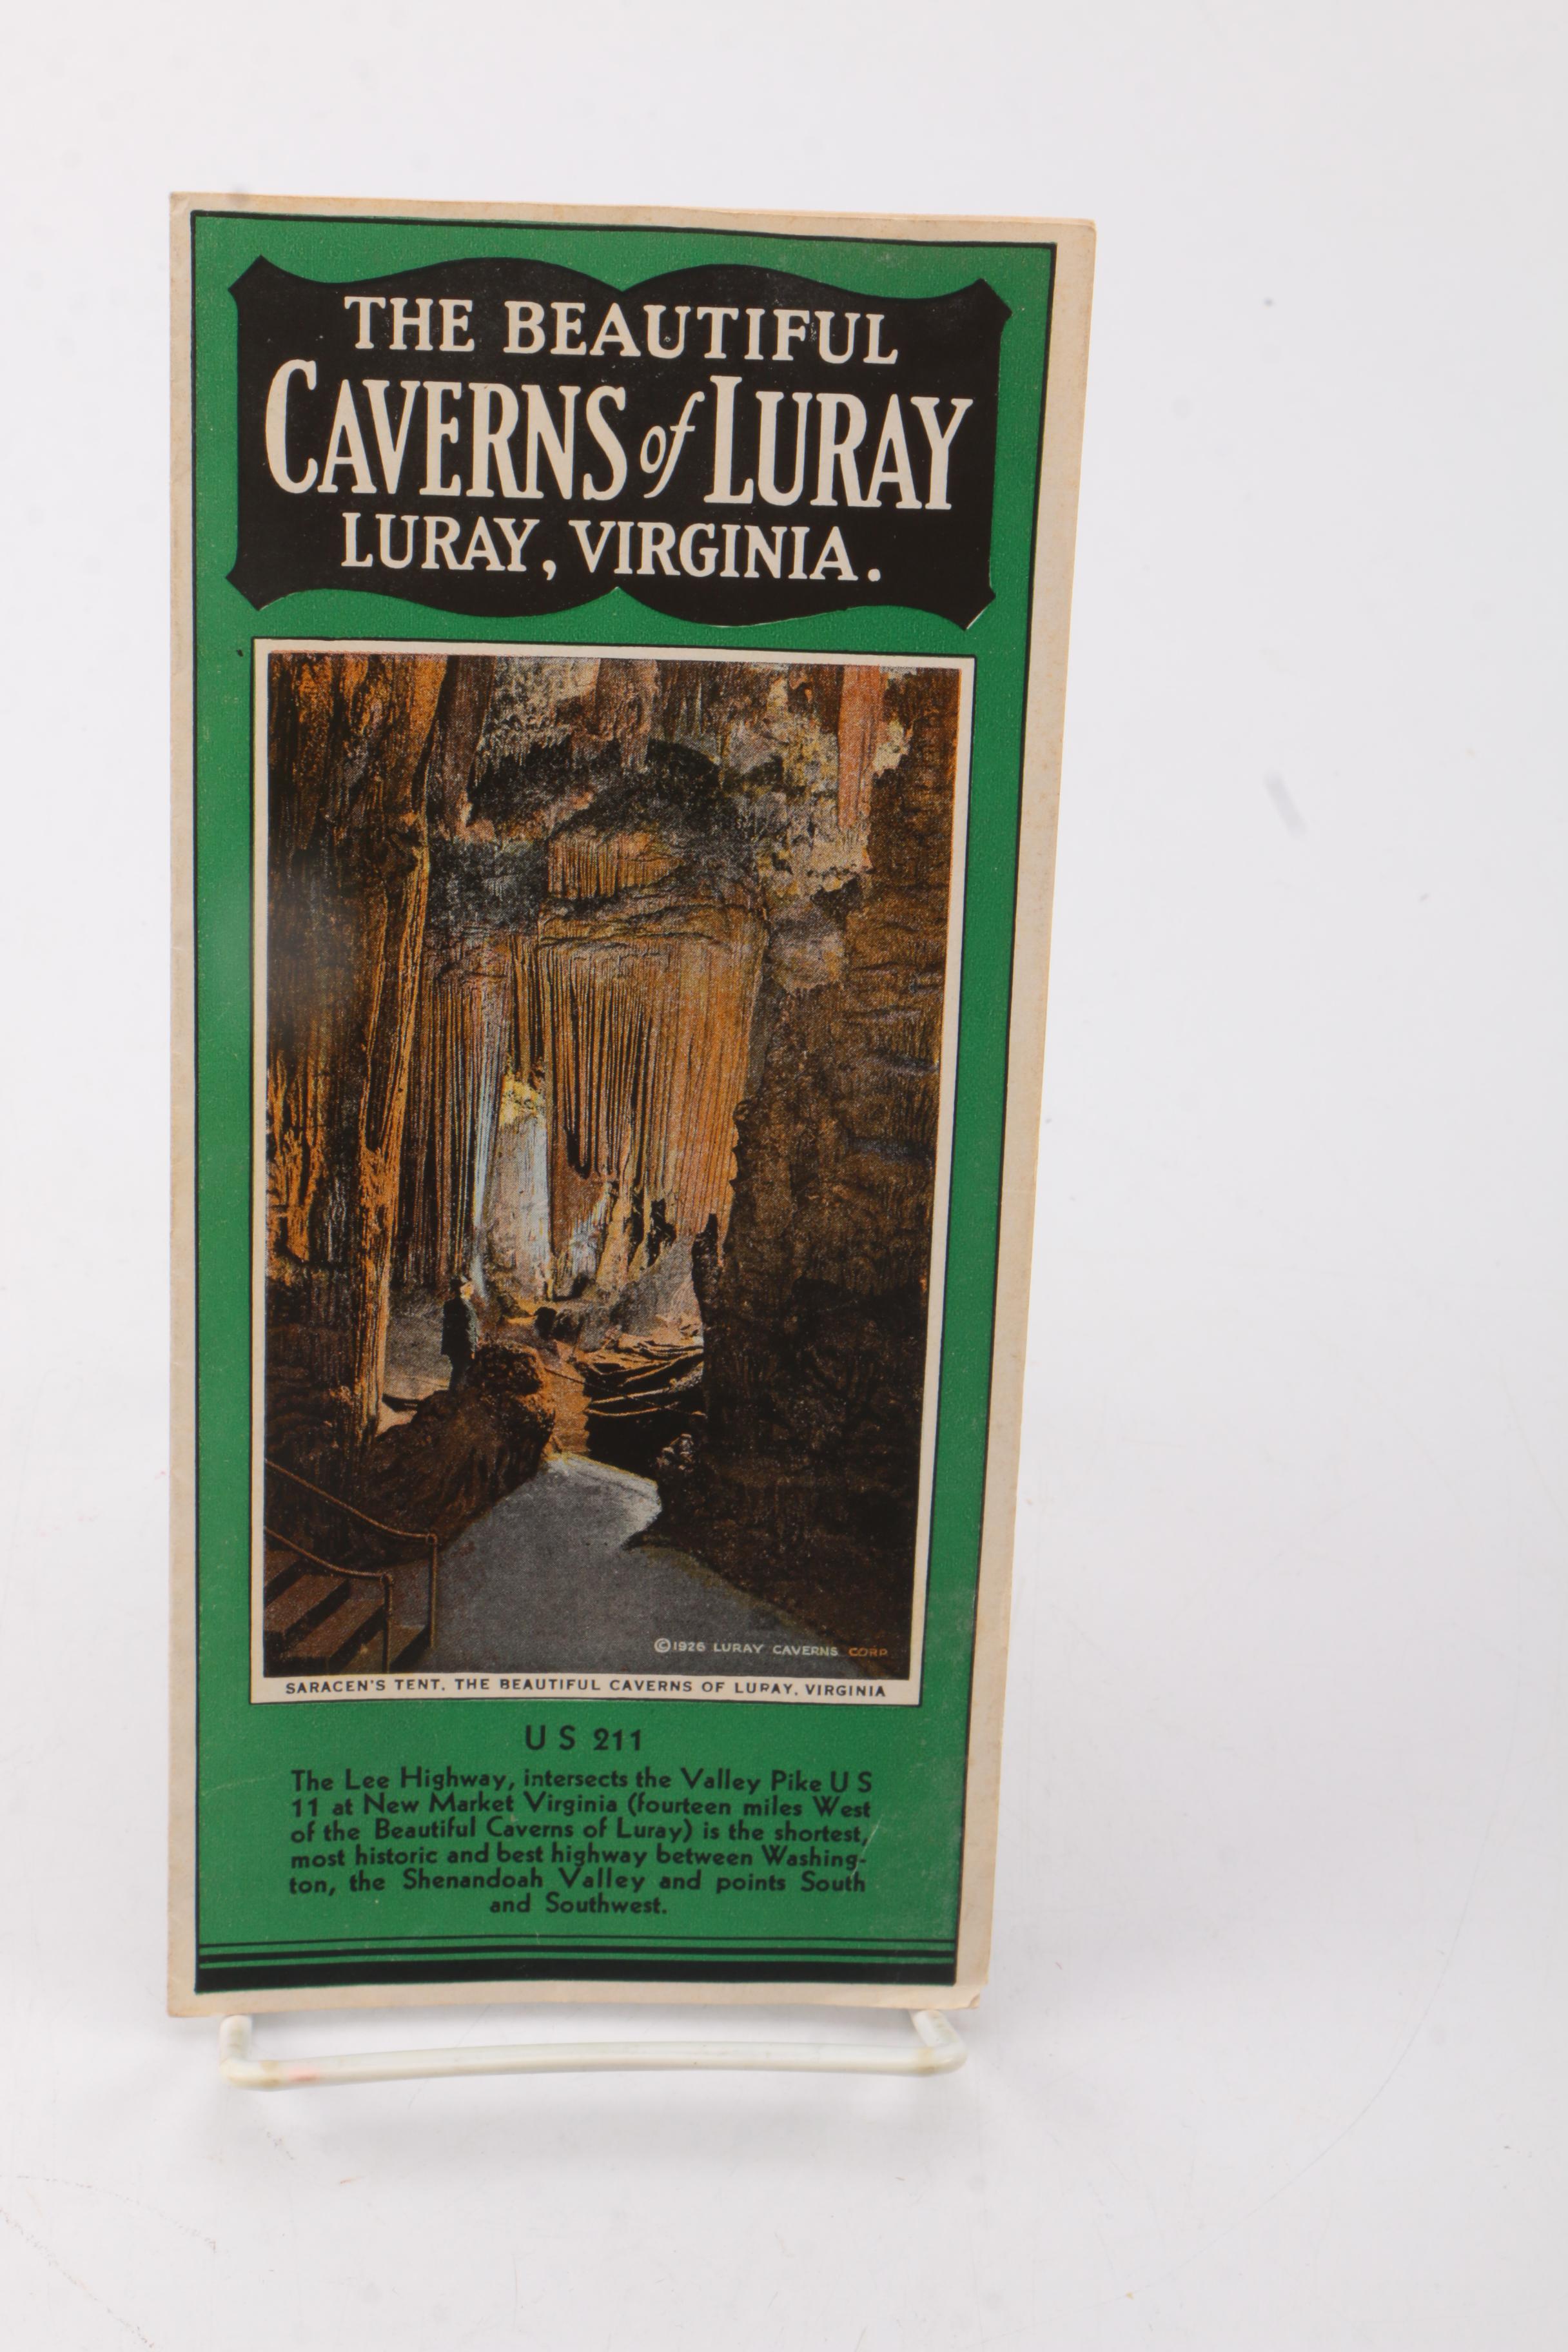 THE BEAUTIFUL
CAVERNS of LURAY
LURAY, VIRGINIA.
©1926 LURAY CAVERNS CORP.
SARACEN'S TENT, THE BEAUTIFUL CAVERNS OF LURAY, VIRGINIA
U S 211
The Lee Highway, intersects the Valley Pike U S
11 at New Market Virginia (fourteen miles West
of the Beautiful Caverns of Luray) is the shortest,
most historic and best highway between Washing-
ton, the Shenandoah Valley and points South
and Southwest.